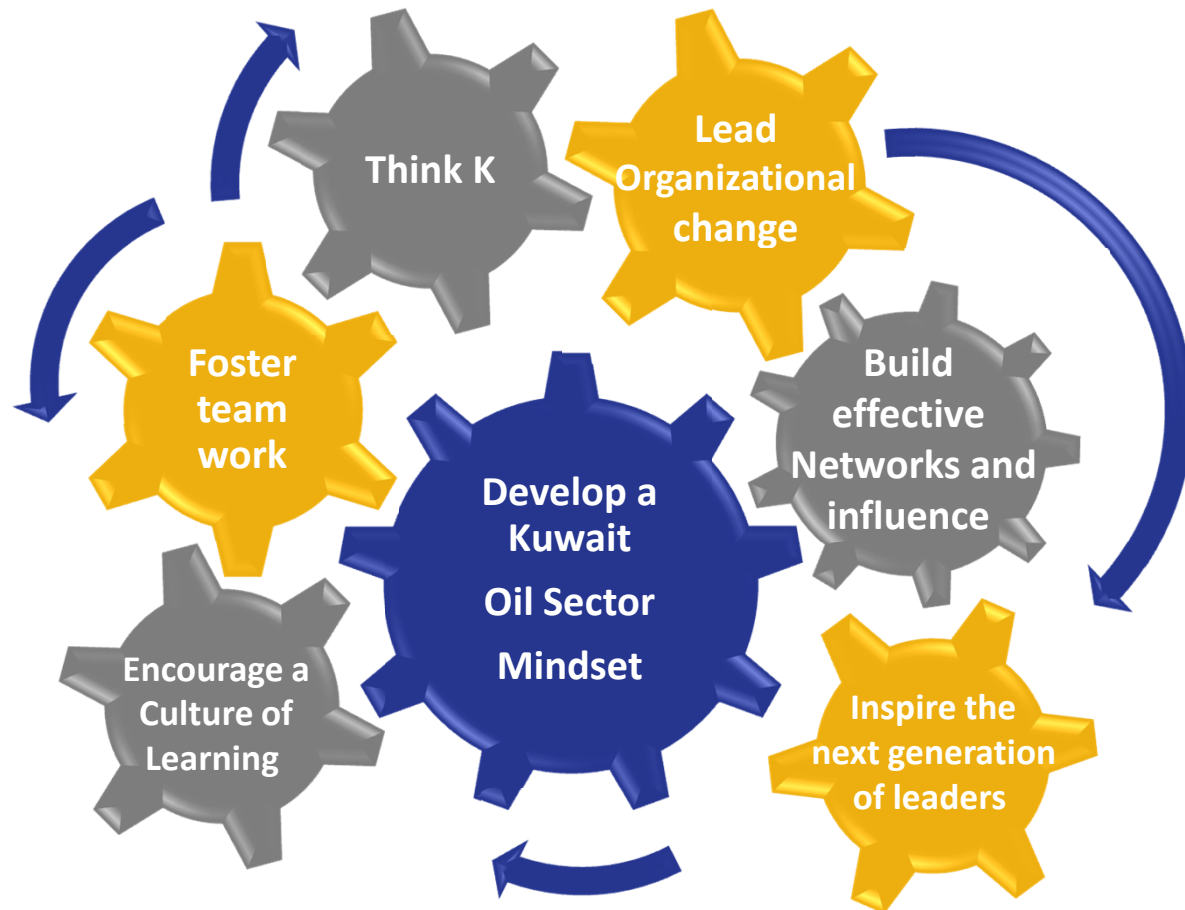 Think K
Lead
Organizational
change
Foster
team
work
Build
effective
Networks and
influence
Develop a
Kuwait
Oil Sector
Mindset
Encourage a
Culture of
Learning
Inspire the
next generation
of leaders